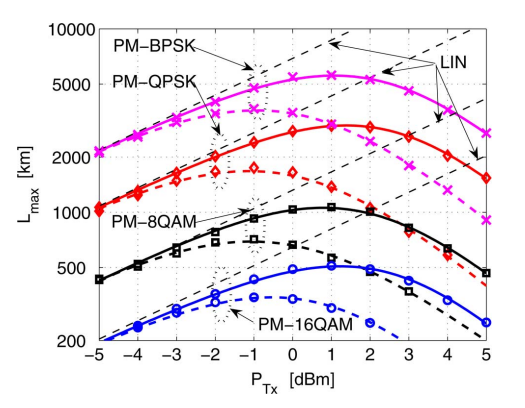 10000
PM−BPSK
LIN
5000
PM−QPSK
2000
L_max [km]
1000
PM−8QAM
500
PM−16QAM
200
−5 −4 −3 −2 −1 0 1 2 3 4 5
P_Tx [dBm]